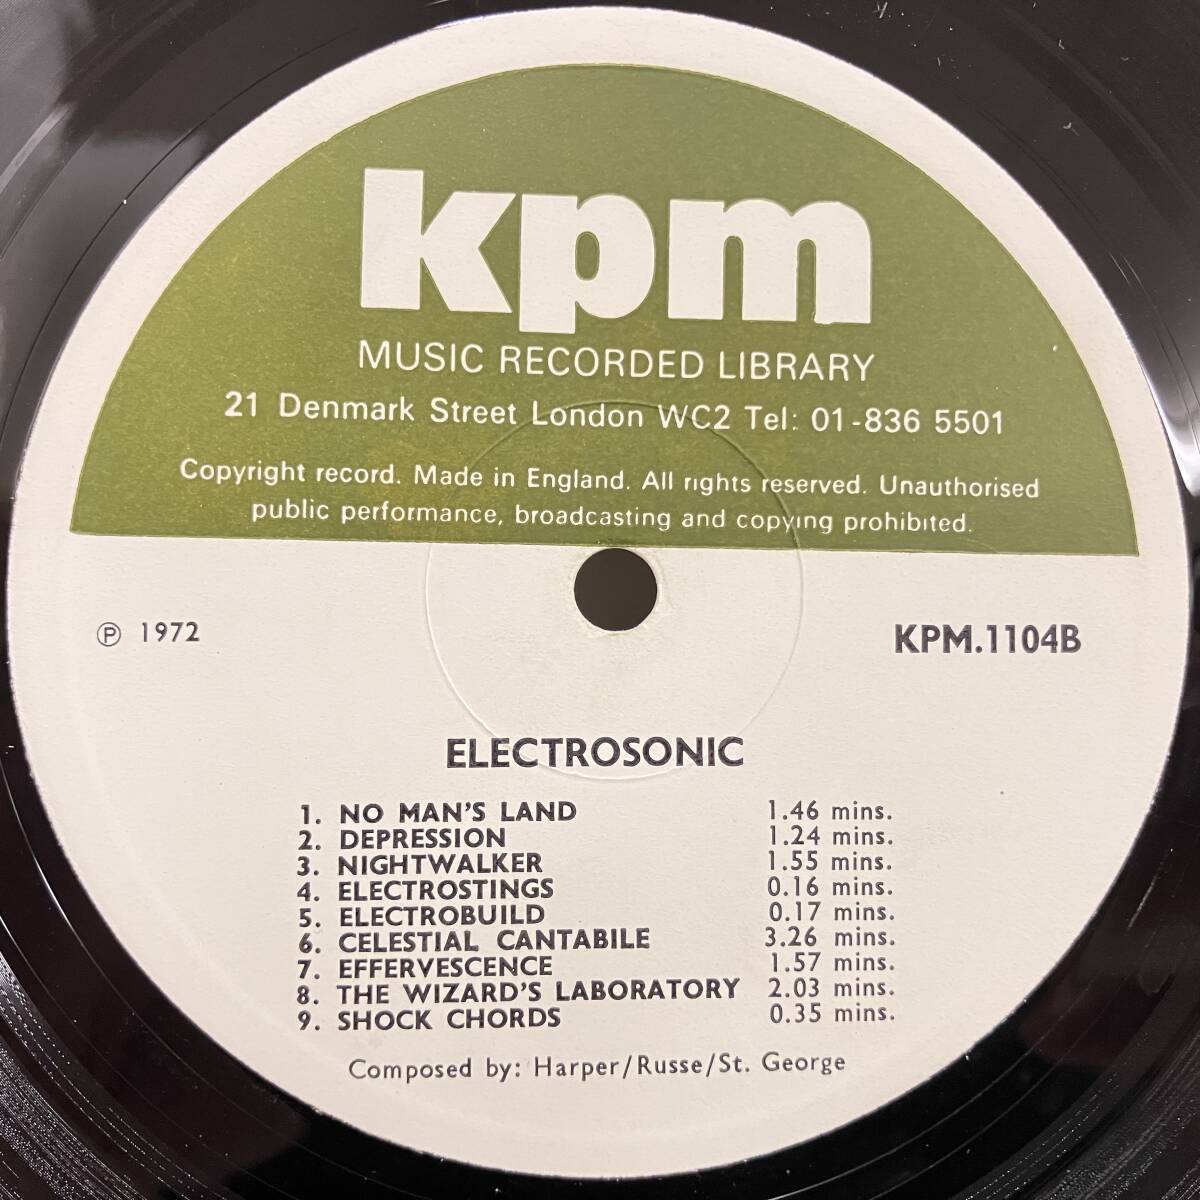 kpm
MUSIC RECORDED LIBRARY
21 Denmark Street London WC2 Tel: 01-836 5501
Copyright record. Made in England. All rights reserved. Unauthorised
public performance, broadcasting and copying prohibited.
℗ 1972
KPM.1104B
ELECTROSONIC
1. NO MAN'S LAND 1.46 mins.
2. DEPRESSION 1.24 mins.
3. NIGHTWALKER 1.55 mins.
4. ELECTROSTINGS 0.16 mins.
5. ELECTROBUILD 0.17 mins.
6. CELESTIAL CANTABILE 3.26 mins.
7. EFFERVESCENCE 1.57 mins.
8. THE WIZARD'S LABORATORY 2.03 mins.
9. SHOCK CHORDS 0.35 mins.
Composed by: Harper/Russe/St. George